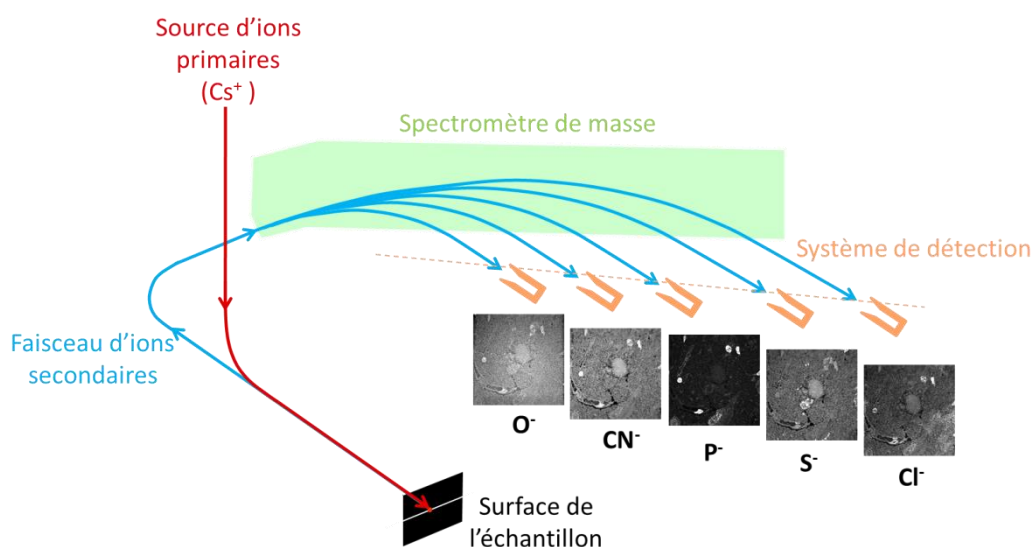 Source d'ions
primaires
(Cs⁺ )
Spectromètre de masse
Système de détection
Faisceau d'ions
secondaires
O⁻
CN⁻
P⁻
S⁻
Cl⁻
Surface de
l'échantillon